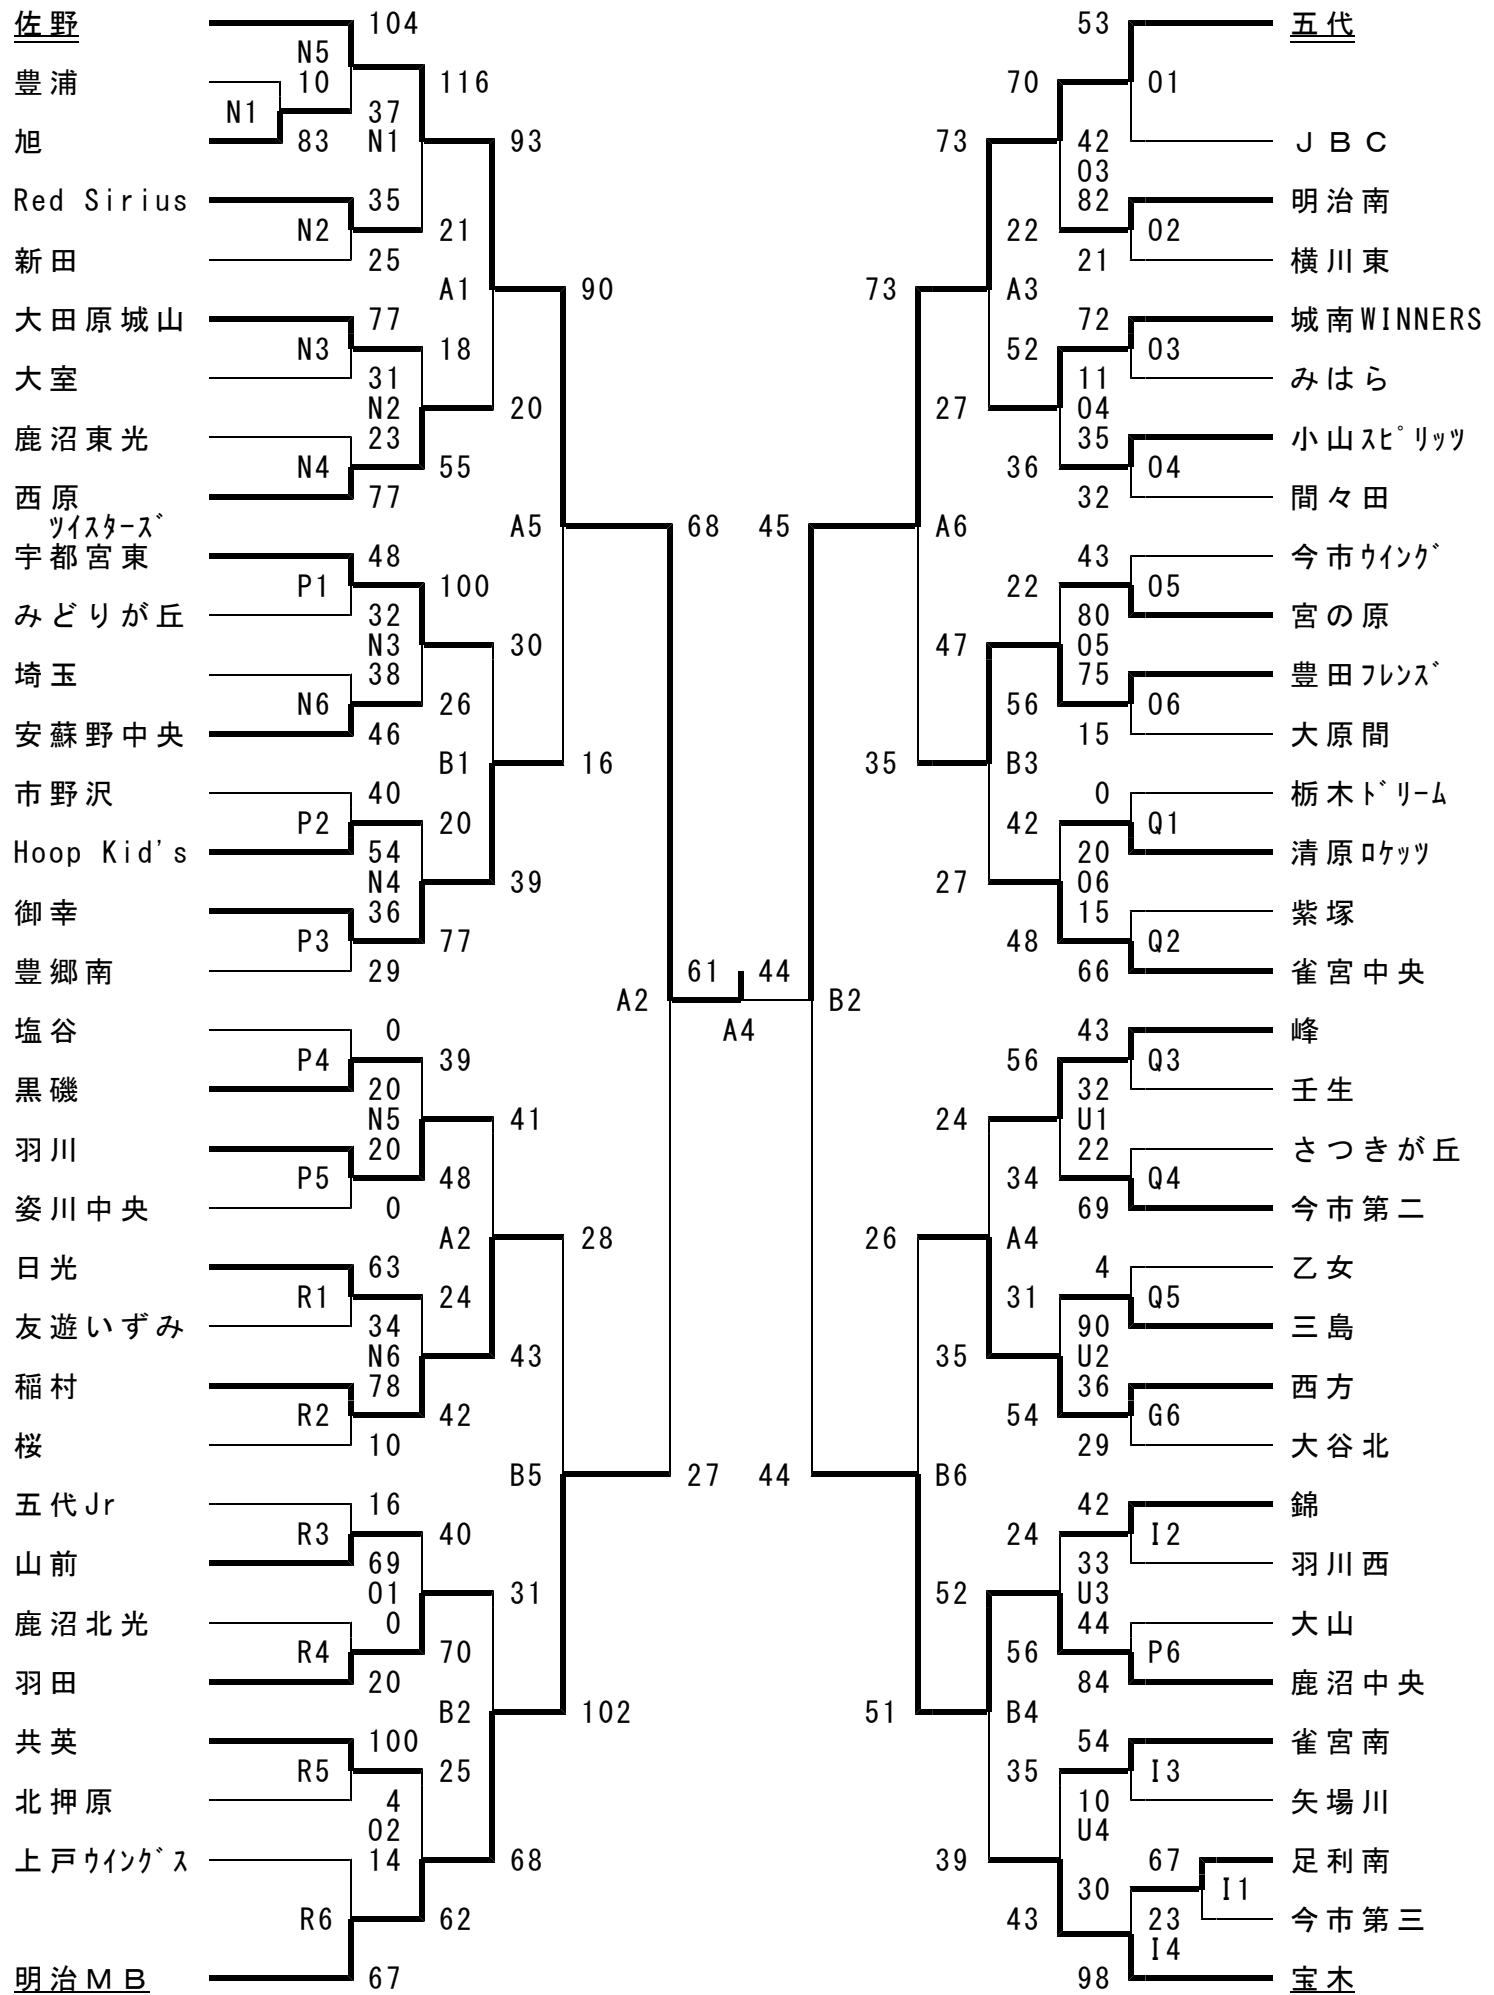 佐野 104 53 五代
N5
豊浦 10 116 70 O1
N1 37
旭 83 N1 93 73 42 ＪＢＣ
O3
Red Sirius 35 82 明治南
N2 21 22 O2
新田 25 21 横川東
A1 90 73 A3
大田原城山 77 72 城南WINNERS
N3 18 52 O3
大室 31 11 みはら
N2 20 27 O4
鹿沼東光 23 35 小山ｽﾋﾟﾘｯﾂ
N4 55 36 O4
西原 77 32 間々田
ﾂｲｽﾀｰｽﾞ A5 68 45 A6
宇都宮東 48 43 今市ｳｲﾝｸﾞ
P1 100 22 O5
みどりが丘 32 80 宮の原
N3 30 47 O5
埼玉 38 75 豊田ﾌﾚﾝｽﾞ
N6 26 56 O6
安蘇野中央 46 15 大原間
B1 16 35 B3
市野沢 40 0 栃木ﾄﾞﾘｰﾑ
P2 20 42 Q1
Hoop Kid's 54 20 清原ﾛｹｯﾂ
N4 39 27 O6
御幸 36 15 紫塚
P3 77 48 Q2
豊郷南 29 61 44 66 雀宮中央
A2 B2
塩谷 0 A4 43 峰
P4 39 56 Q3
黒磯 20 32 壬生
N5 41 24 U1
羽川 20 22 さつきが丘
P5 48 34 Q4
姿川中央 0 69 今市第二
A2 28 26 A4
日光 63 4 乙女
R1 24 31 Q5
友遊いずみ 34 90 三島
N6 43 35 U2
稲村 78 36 西方
R2 42 54 G6
桜 10 29 大谷北
B5 27 44 B6
五代Jr 16 42 錦
R3 40 24 I2
山前 69 33 羽川西
O1 31 52 U3
鹿沼北光 0 44 大山
R4 70 56 P6
羽田 20 84 鹿沼中央
B2 102 51 B4
共英 100 54 雀宮南
R5 25 35 I3
北押原 4 10 矢場川
O2 U4
上戸ｳｲﾝｸﾞｽ 14 68 39 67 足利南
30 I1
R6 62 43 23 今市第三
I4
明治ＭＢ 67 98 宝木